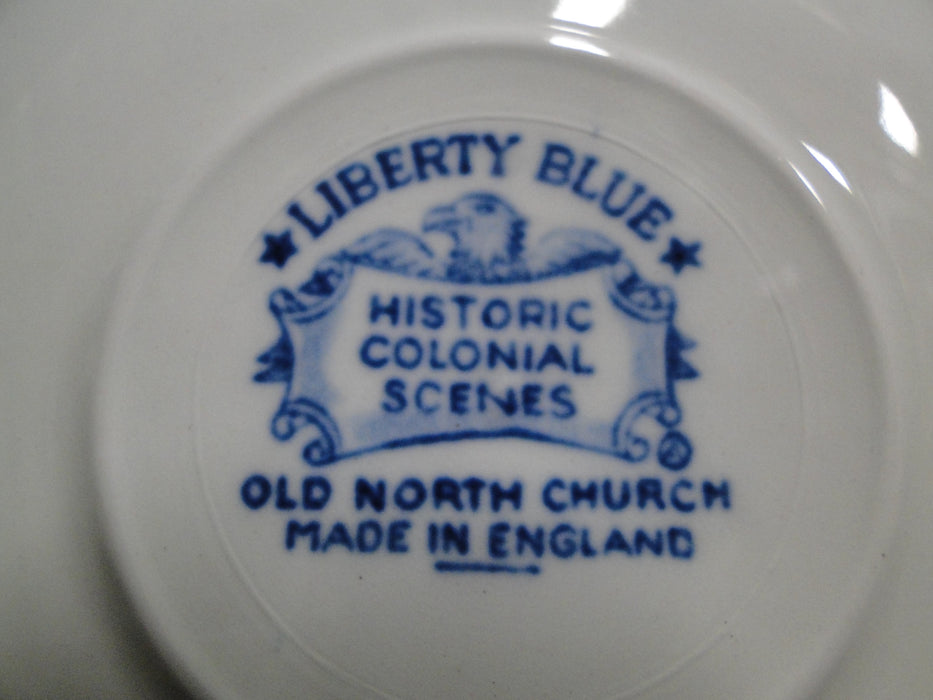 LIBERTY BLUE
HISTORIC
COLONIAL
SCENES
OLD NORTH CHURCH
MADE IN ENGLAND